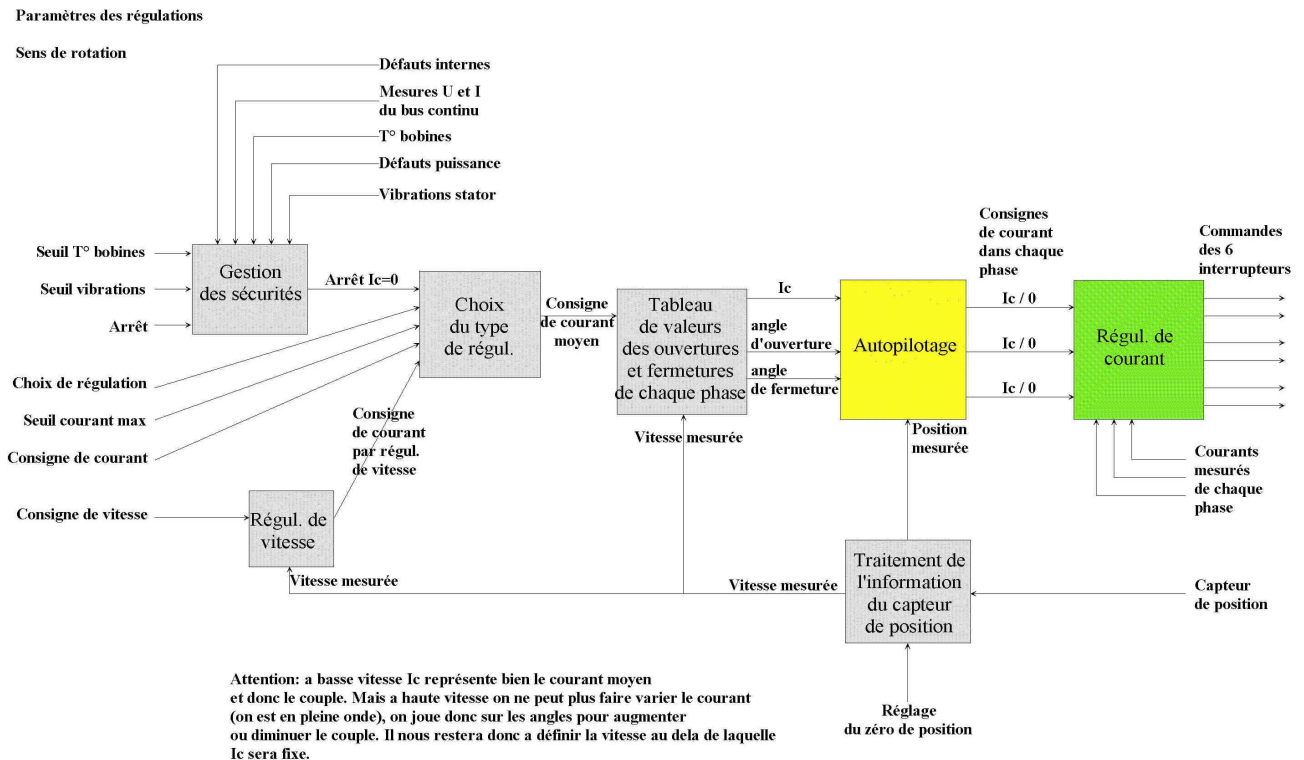 Paramètres des régulations
Sens de rotation
Défauts internes
Mesures U et I
du bus continu
T° bobines
Défauts puissance
Vibrations stator
Seuil T° bobines
Seuil vibrations
Arrêt
Gestion
des sécurités
Arrêt Ic=0
Choix de régulation
Seuil courant max
Consigne de courant
Choix
du type
de régul.
Consigne
de courant
moyen
Consigne
de courant
par régul.
de vitesse
Consigne de vitesse
Régul. de
vitesse
Vitesse mesurée
Tableau
de valeurs
des ouvertures
et fermetures
de chaque phase
Vitesse mesurée
Ic
angle
d'ouverture
angle
de fermeture
Autopilotage
Position
mesurée
Consignes
de courant
dans chaque
phase
Ic / 0
Ic / 0
Ic / 0
Régul. de
courant
Commandes
des 6
interrupteurs
Courants
mesurés
de chaque
phase
Vitesse mesurée
Traitement de
l'information
du capteur
de position
Capteur
de position
Réglage
du zéro de position
Attention: a basse vitesse Ic représente bien le courant moyen
et donc le couple. Mais a haute vitesse on ne peut plus faire varier le courant
(on est en pleine onde), on joue donc sur les angles pour augmenter
ou diminuer le couple. Il nous restera donc a définir la vitesse au dela de laquelle
Ic sera fixe.